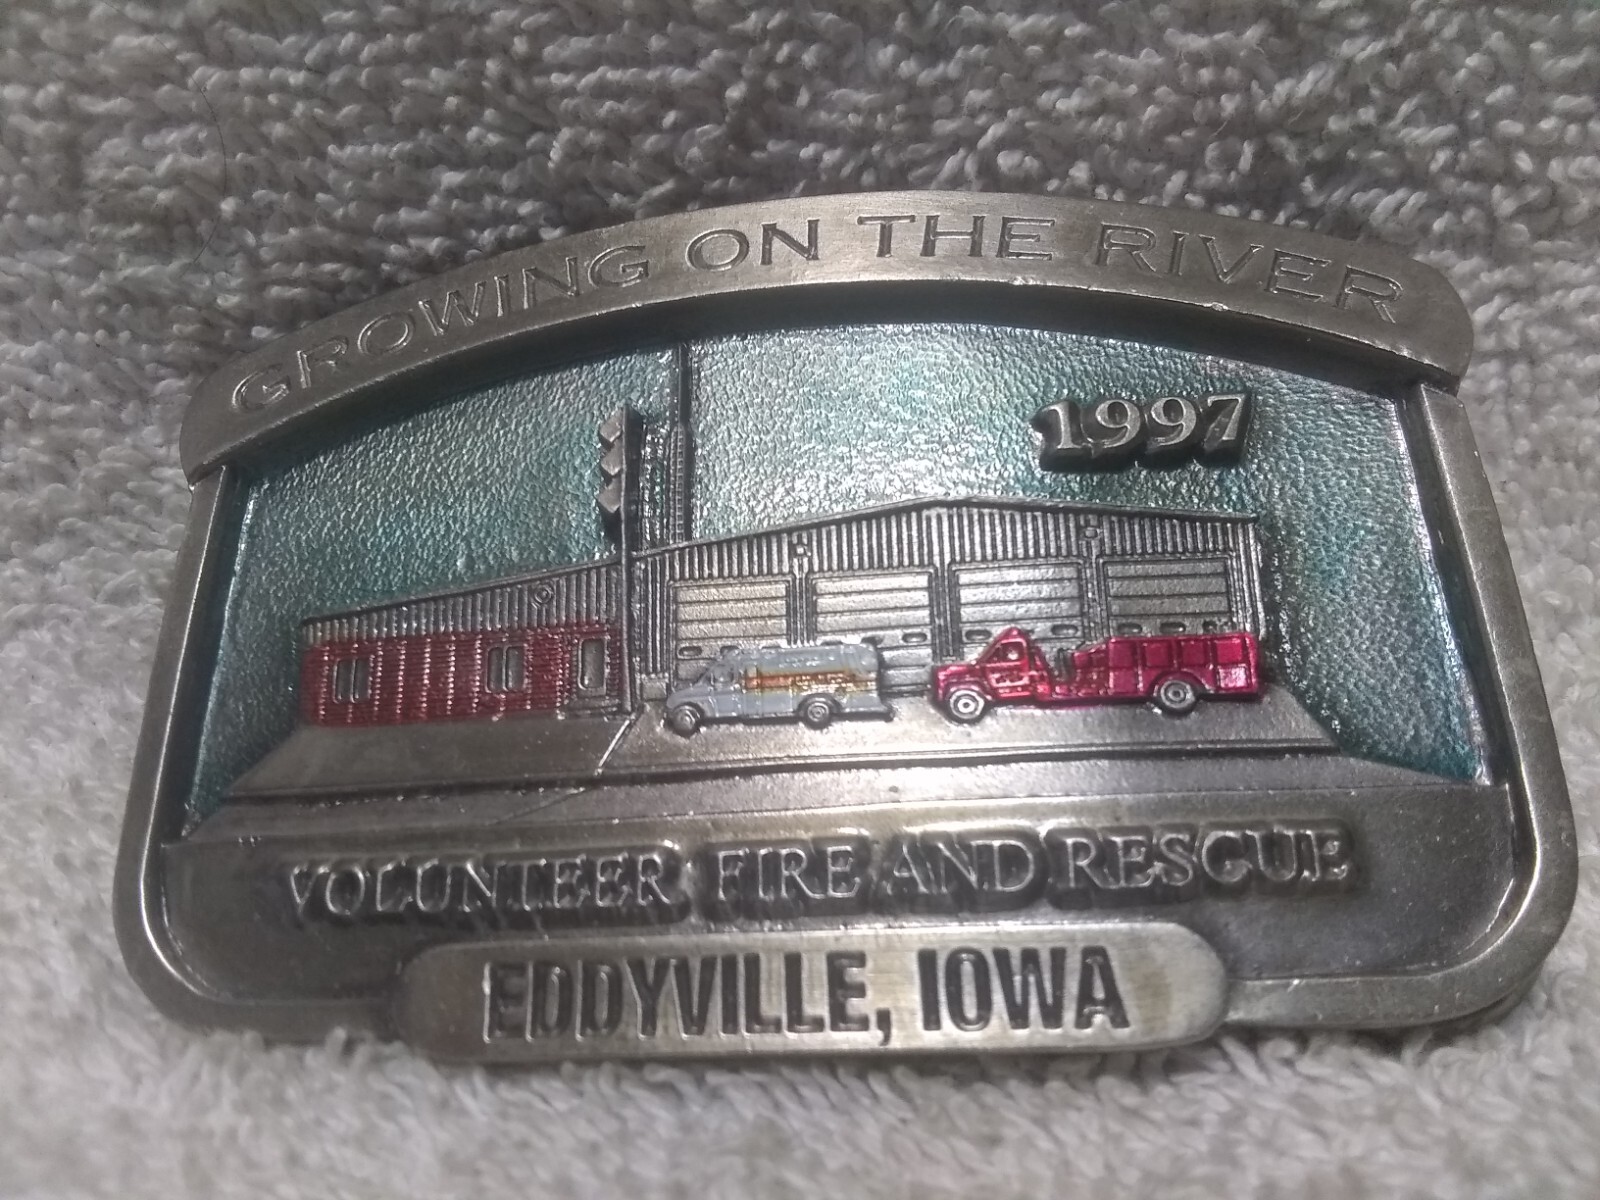 GROWING ON THE RIVER
1997
VOLUNTEER FIRE AND RESCUE
EDDYVILLE, IOWA